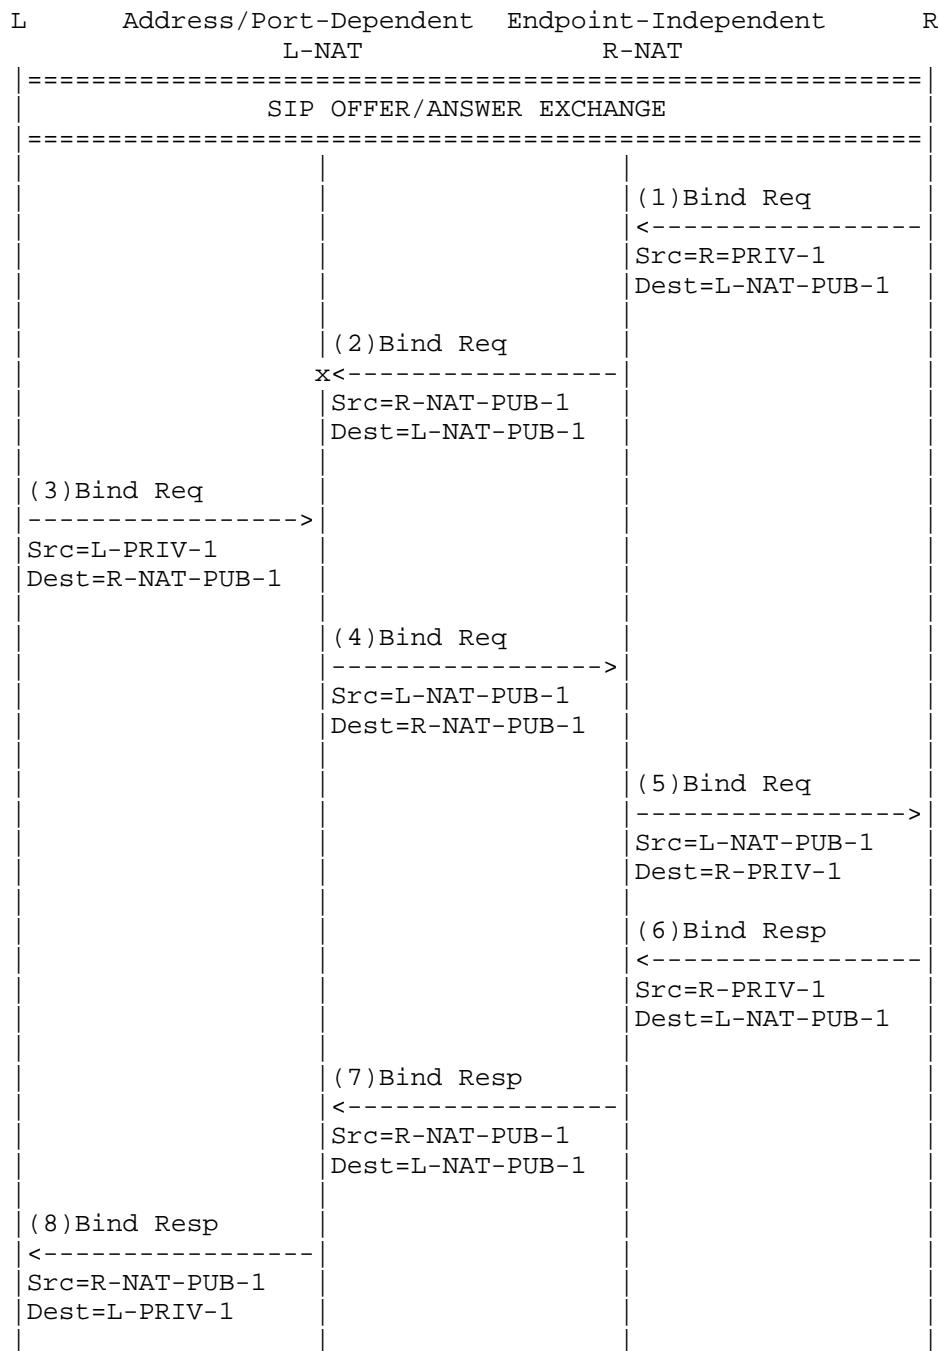 L      Address/Port-Dependent  Endpoint-Independent      R
L-NAT               R-NAT
|========================================================|
|               SIP OFFER/ANSWER EXCHANGE                |
|========================================================|
(1)Bind Req
<-----------------
Src=R=PRIV-1
Dest=L-NAT-PUB-1
(2)Bind Req
x<-----------------
Src=R-NAT-PUB-1
Dest=L-NAT-PUB-1
(3)Bind Req
----------------->
Src=L-PRIV-1
Dest=R-NAT-PUB-1
(4)Bind Req
----------------->
Src=L-NAT-PUB-1
Dest=R-NAT-PUB-1
(5)Bind Req
----------------->
Src=L-NAT-PUB-1
Dest=R-PRIV-1
(6)Bind Resp
<-----------------
Src=R-PRIV-1
Dest=L-NAT-PUB-1
(7)Bind Resp
<-----------------
Src=R-NAT-PUB-1
Dest=L-NAT-PUB-1
(8)Bind Resp
<-----------------
Src=R-NAT-PUB-1
Dest=L-PRIV-1